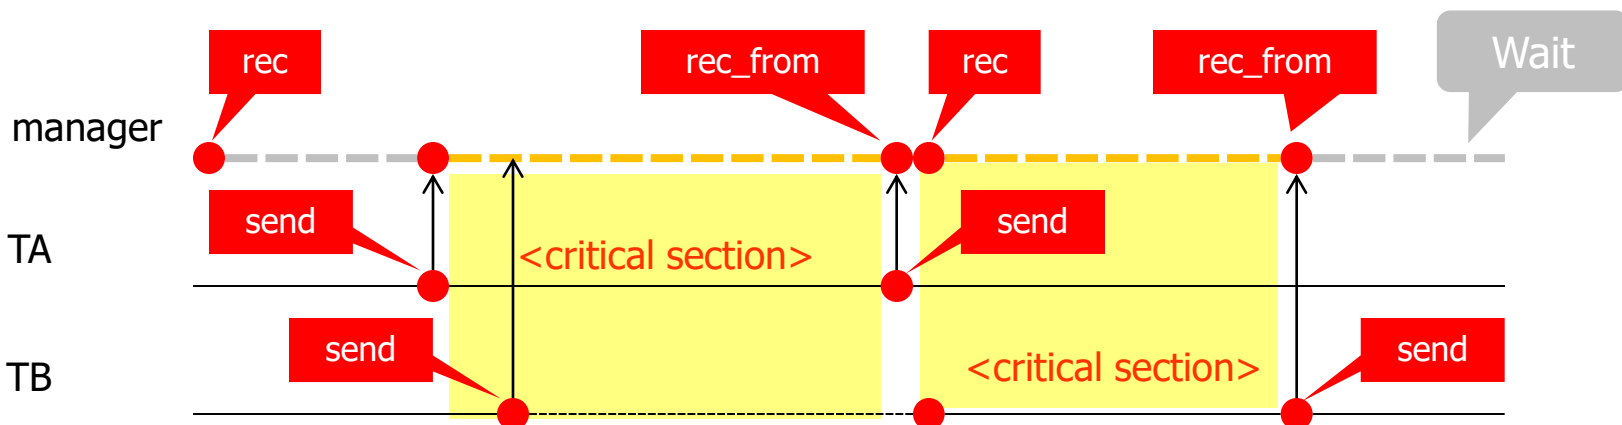 rec
rec_from
rec
rec_from
Wait
manager
send
send
TA
<critical section>
send
send
<critical section>
TB